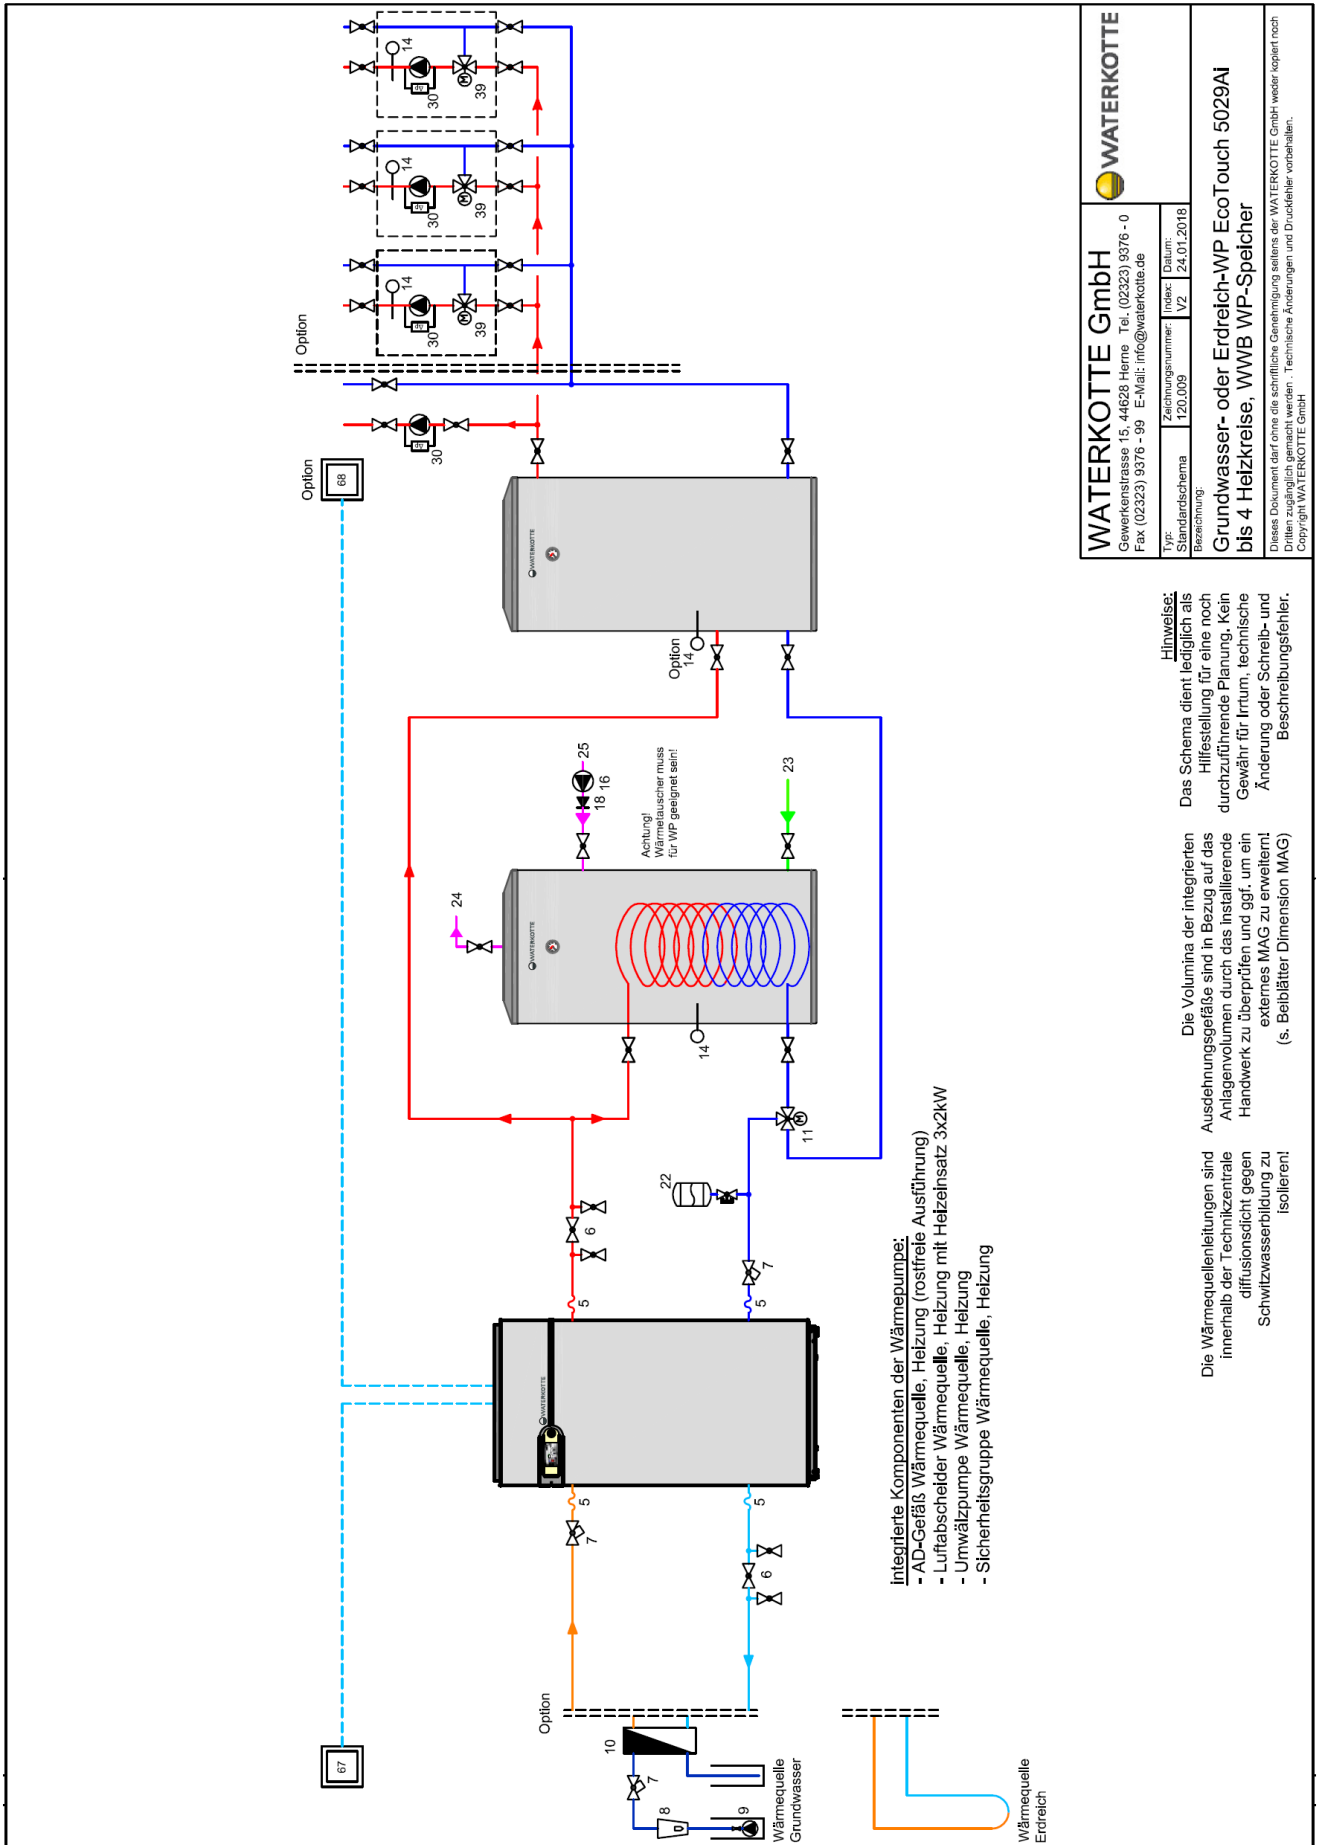 Option
14
30
39
14
30
39
14
30
39
Option
68
30
WATERKOTTE
Option
14
24
25
16
18
Achtung!
Wärmetauscher muss
für WP geeignet sein!
23
WATERKOTTE
14
11
22
6
7
5
5
WATERKOTTE
5
7
5
6
67
Option
10
7
8
9
Wärmequelle
Grundwasser
Wärmequelle
Erdreich
integrierte Komponenten der Wärmepumpe:
- AD-Gefäß Wärmequelle, Heizung (rostfreie Ausführung)
- Luftabscheider Wärmequelle, Heizung mit Heizeinsatz 3x2kW
- Umwälzpumpe Wärmequelle, Heizung
- Sicherheitsgruppe Wärmequelle, Heizung
Die Wärmequellenleitungen sind
innerhalb der Technikzentrale
diffusionsdicht gegen
Schwitzwasserbildung zu
isolieren!
Die Volumina der integrierten
Ausdehnungsgefäße sind in Bezug auf das
Anlagenvolumen durch das installierende
Handwerk zu überprüfen und ggf. um ein
externes MAG zu erweitern!
(s. Beiblätter Dimension MAG)
Hinweise:
Das Schema dient lediglich als
Hilfestellung für eine noch
durchzuführende Planung. Kein
Gewähr für Irrtum, technische
Änderung oder Schreib- und
Beschreibungsfehler.
WATERKOTTE GmbH
Gewerkenstrasse 15, 44628 Herne Tel. (02323) 9376 - 0
Fax (02323) 9376 - 99 E-Mail: info@waterkotte.de
WATERKOTTE
Typ:
Standardschema
Zeichnungsnummer:
120.009
Index:
V2
Datum:
24.01.2018
Bezeichnung:
Grundwasser- oder Erdreich-WP EcoTouch 5029Ai
bis 4 Heizkreise, WWB WP-Speicher
Dieses Dokument darf ohne die schriftliche Genehmigung seitens der WATERKOTTE GmbH weder kopiert noch
Dritten zugänglich gemacht werden . Technische Änderungen und Druckfehler vorbehalten.
Copyright WATERKOTTE GmbH